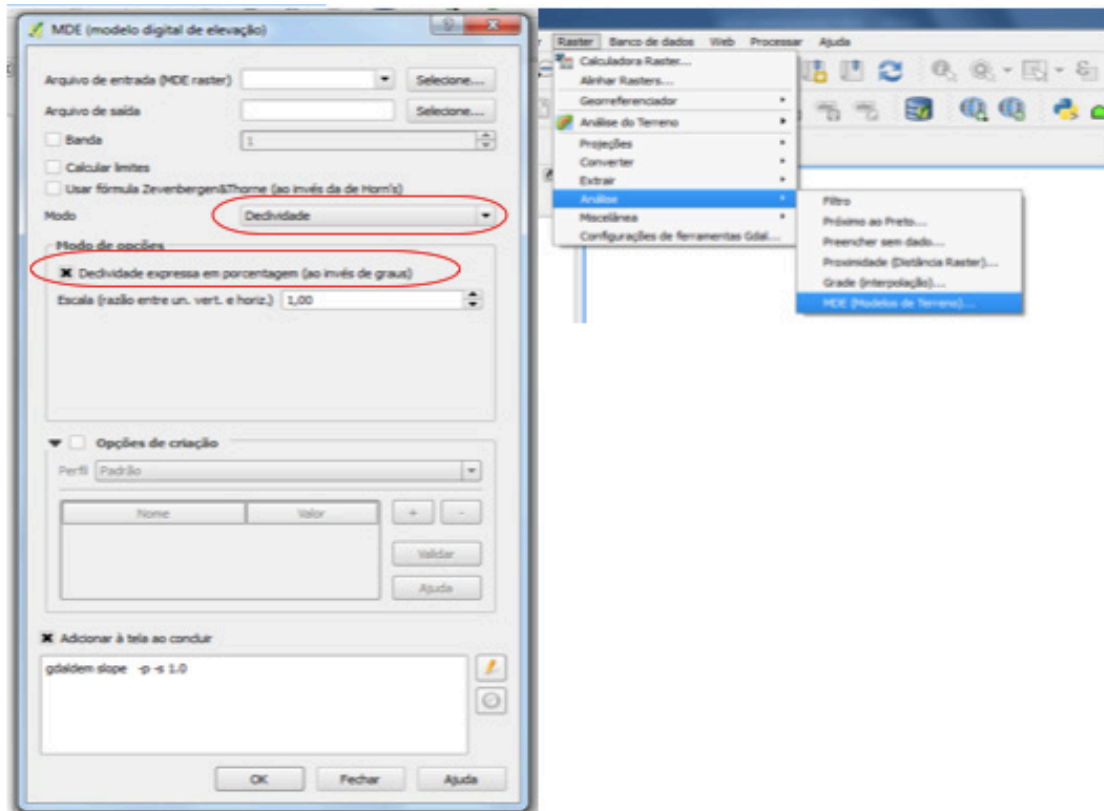 MDE (modelo digital de elevação)
Arquivo de entrada (MDE raster)
Selecione...
Arquivo de saída
Selecione...
Banda
1
Calcular limites
Usar fórmula Zevenbergen&Thorne (ao invés da de Horn's)
Modo
Declividade
Modo de opções
Declividade expressa em porcentagem (ao invés de graus)
Escala (razão entre un. vert. e horiz.) 1,00
Opções de criação
Perfil Padrão
Nome Valor
+ -
Validar
Ajuda
Adicionar à tela ao concluir
gdaldem slope -p -s 1.0
OK Fechar Ajuda
Raster Banco de dados Web Processar Ajuda
Calculadora Raster...
Alinhar Rasters...
Georreferenciador
Análise do Terreno
Projeções
Converter
Extrair
Análise
Miscelânea
Configurações de ferramentas Gdal...
Filtro
Próximo ao Preto...
Preencher sem dado...
Proximidade (Distância Raster)...
Grade (interpolação)...
MDE (Modelos de Terreno)...